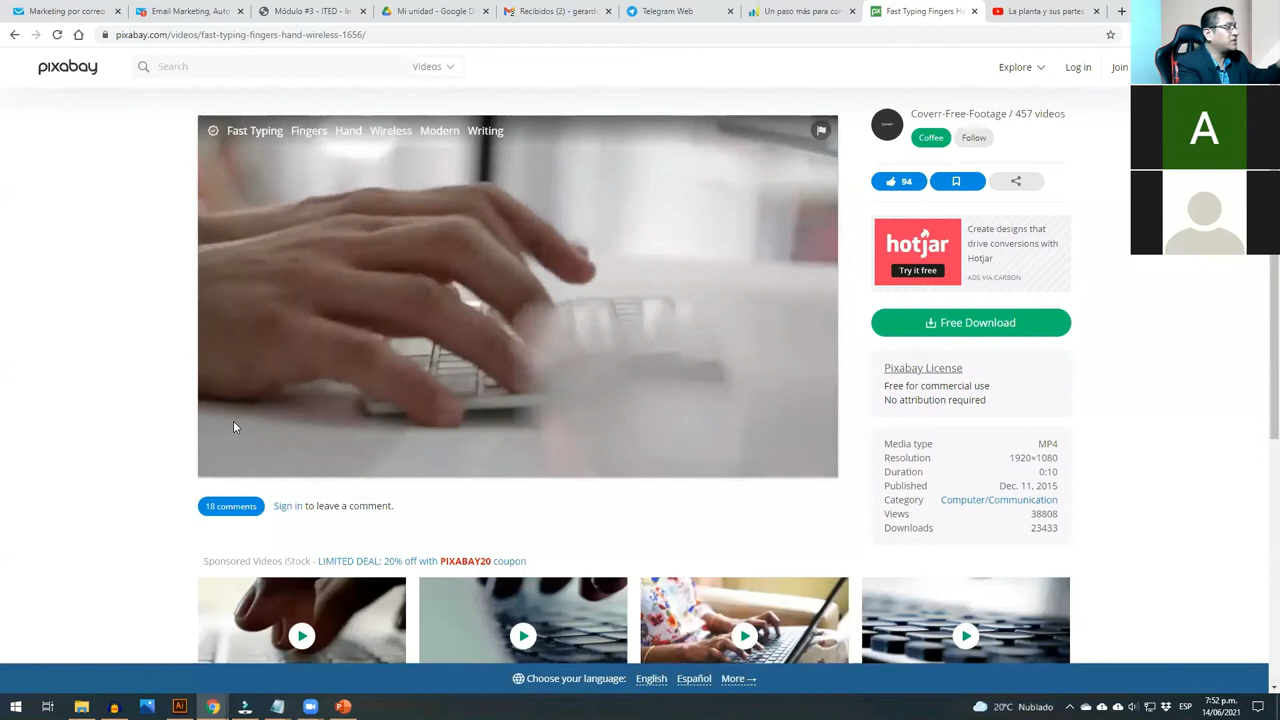 Marketing por correo
Email Marketing, Auto
Módulo #3 - ITED - In
Mi unidad - Google D
Recibidos (2) - gerard
Telegram Web
Un paso más para con
Fast Typing Fingers Ha
La planta y sus partes
pixabay.com/videos/fast-typing-fingers-hand-wireless-1656/
pixabay
Search
Videos
Explore
Log in
Join
Fast Typing Fingers Hand Wireless Modern Writing
Coverr-Free-Footage / 457 videos
Coffee
Follow
94
hotjar
Try it free
Create designs that
drive conversions with
Hotjar
ADS VIA CARBON
Free Download
Pixabay License
Free for commercial use
No attribution required
Media type MP4
Resolution 1920×1080
Duration 0:10
Published Dec. 11, 2015
Category Computer/Communication
Views 38808
Downloads 23433
18 comments
Sign in to leave a comment.
Sponsored Videos iStock - LIMITED DEAL: 20% off with PIXABAY20 coupon
Choose your language: English Español More →
A
Ai
20°C Nublado
ESP
7:52 p.m.
14/06/2021